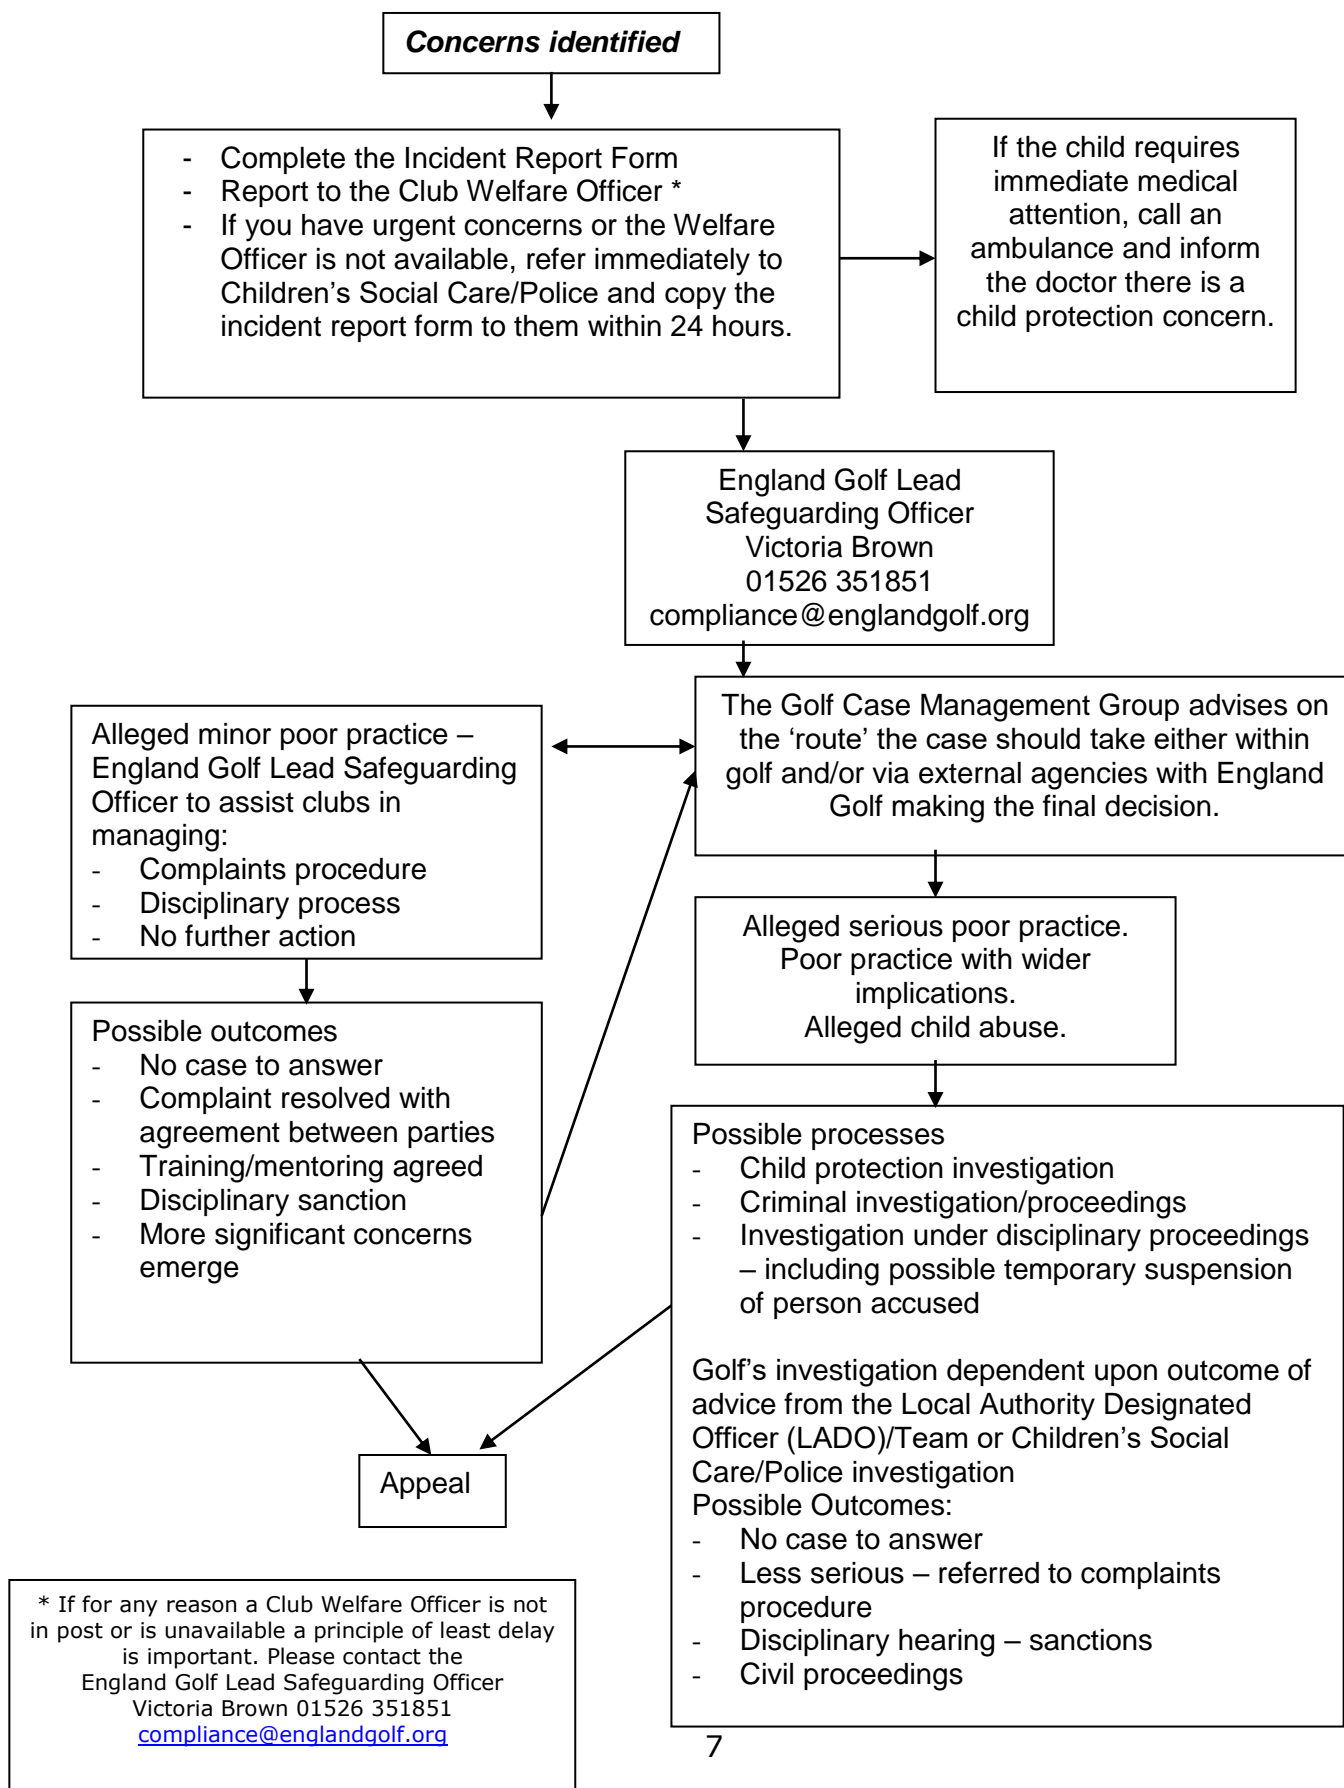 Concerns identified
- Complete the Incident Report Form
- Report to the Club Welfare Officer *
- If you have urgent concerns or the Welfare
Officer is not available, refer immediately to
Children’s Social Care/Police and copy the
incident report form to them within 24 hours.
If the child requires
immediate medical
attention, call an
ambulance and inform
the doctor there is a
child protection concern.
England Golf Lead
Safeguarding Officer
Victoria Brown
01526 351851
compliance@englandgolf.org
Alleged minor poor practice –
England Golf Lead Safeguarding
Officer to assist clubs in
managing:
- Complaints procedure
- Disciplinary process
- No further action
The Golf Case Management Group advises on
the ‘route’ the case should take either within
golf and/or via external agencies with England
Golf making the final decision.
Alleged serious poor practice.
Poor practice with wider
implications.
Alleged child abuse.
Possible outcomes
- No case to answer
- Complaint resolved with
agreement between parties
- Training/mentoring agreed
- Disciplinary sanction
- More significant concerns
emerge
Possible processes
- Child protection investigation
- Criminal investigation/proceedings
- Investigation under disciplinary proceedings
– including possible temporary suspension
of person accused
Golf’s investigation dependent upon outcome of
advice from the Local Authority Designated
Officer (LADO)/Team or Children’s Social
Care/Police investigation
Possible Outcomes:
- No case to answer
- Less serious – referred to complaints
procedure
- Disciplinary hearing – sanctions
- Civil proceedings
Appeal
* If for any reason a Club Welfare Officer is not
in post or is unavailable a principle of least delay
is important. Please contact the
England Golf Lead Safeguarding Officer
Victoria Brown 01526 351851
compliance@englandgolf.org
7